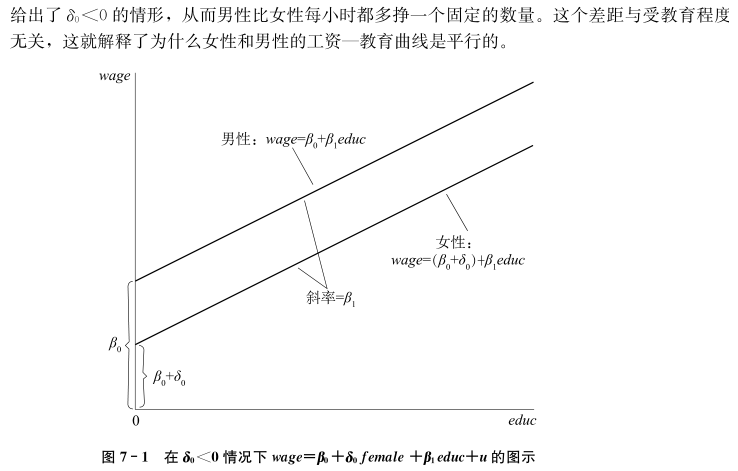 给出了 δ₀＜0 的情形，从而男性比女性每小时都多挣一个固定的数量。这个差距与受教育程度
无关，这就解释了为什么女性和男性的工资—教育曲线是平行的。
wage
男性：wage=β₀+β₁educ
女性：
wage=(β₀+δ₀)+β₁educ
斜率=β₁
β₀
β₀+δ₀
0
educ
图 7-1 在 δ₀＜0 情况下 wage=β₀+δ₀ female +β₁educ+u 的图示